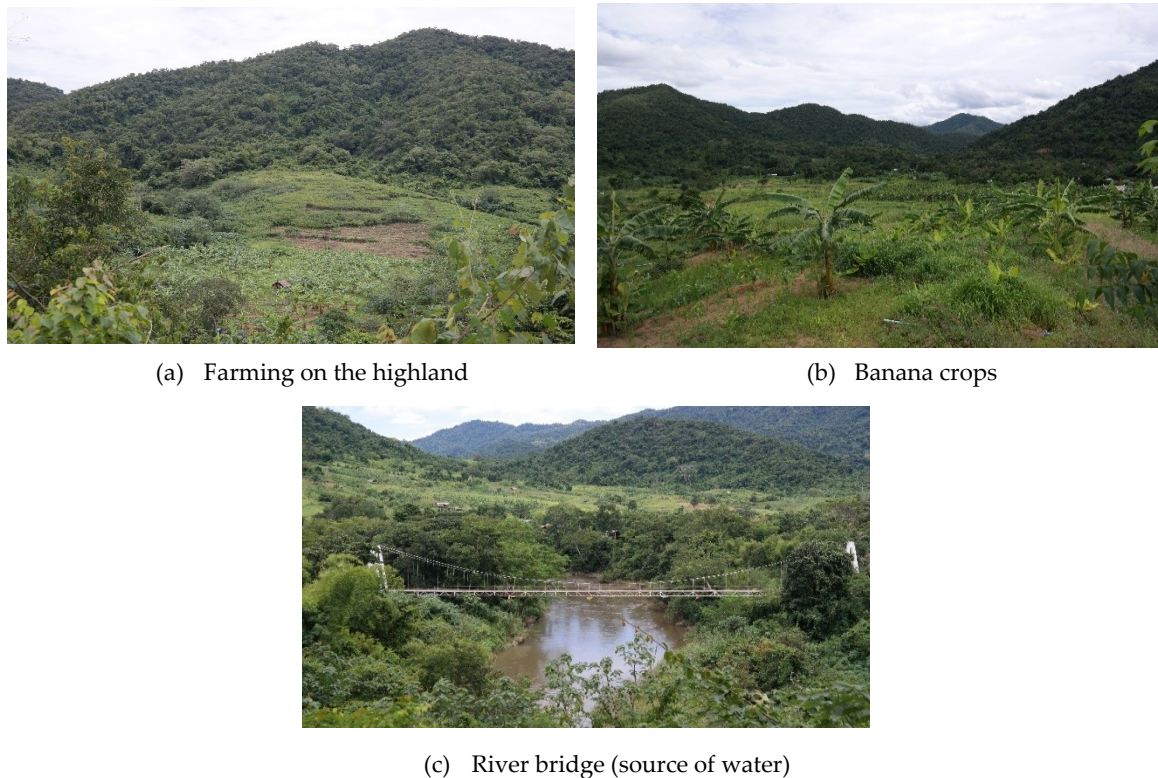 (a) Farming on the highland
(b) Banana crops
(c) River bridge (source of water)